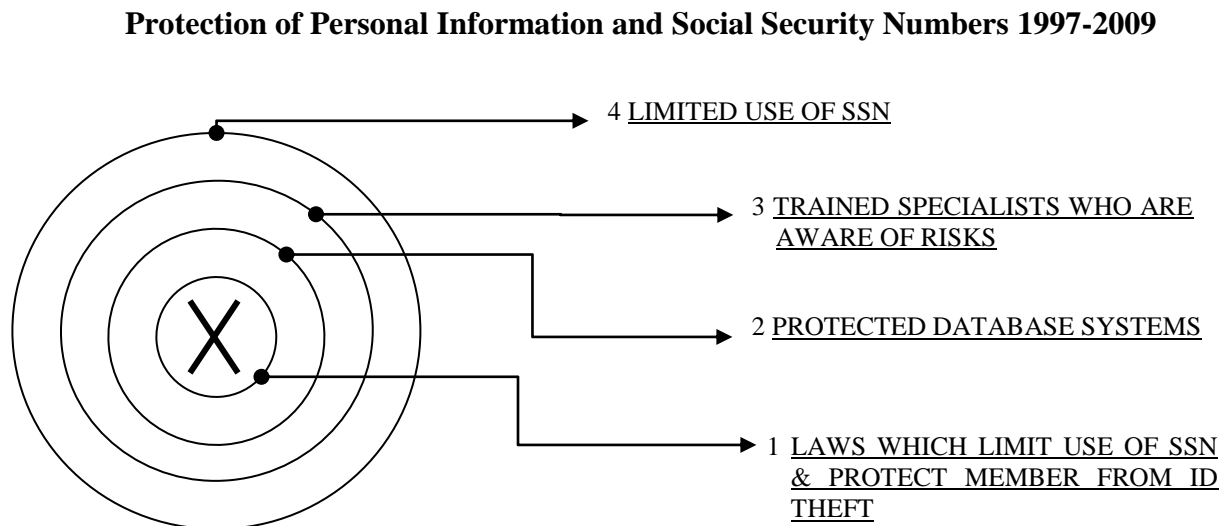 Protection of Personal Information and Social Security Numbers 1997-2009
4 LIMITED USE OF SSN
3 TRAINED SPECIALISTS WHO ARE
AWARE OF RISKS
X
2 PROTECTED DATABASE SYSTEMS
1 LAWS WHICH LIMIT USE OF SSN
& PROTECT MEMBER FROM ID
THEFT